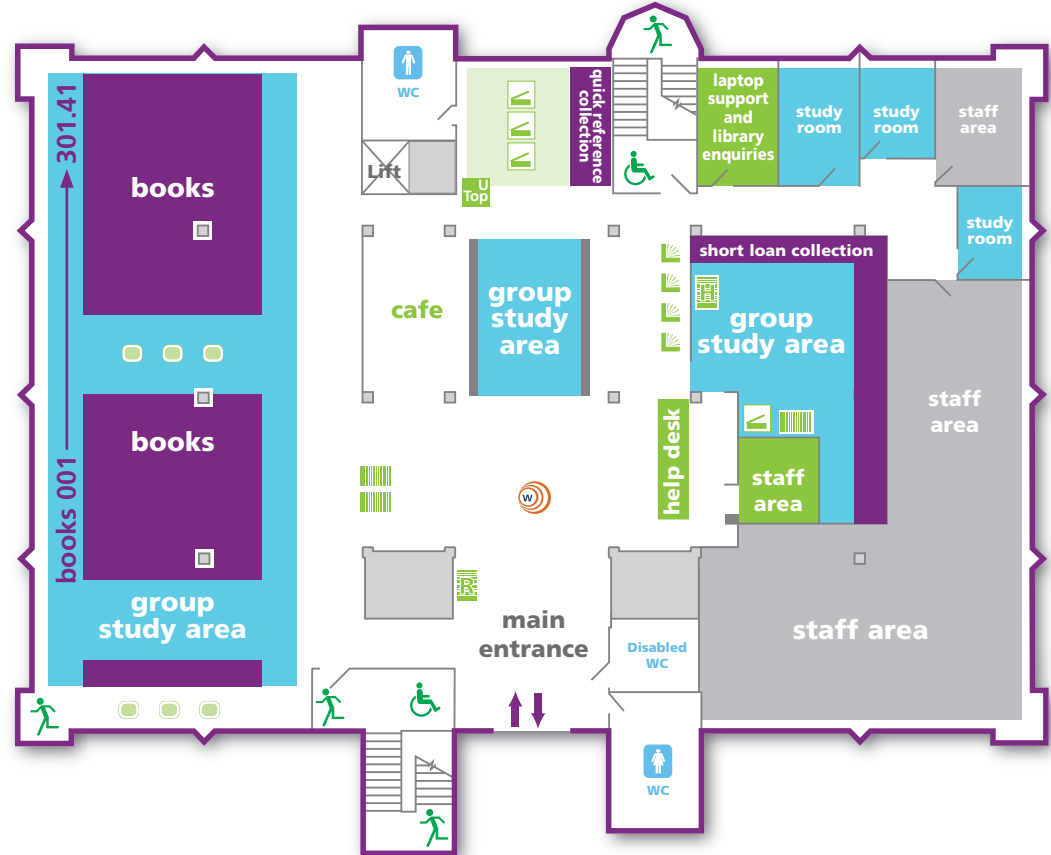 WC
Lift
U
Top
quick reference
collection
laptop
support
and
library
enquiries
study
room
study
room
staff
area
study
room
301.41
books 001
books
books
group
study area
cafe
group
study
area
short loan collection
H
group
study area
staff
area
help desk
staff
area
W
R
main
entrance
Disabled
WC
staff area
WC